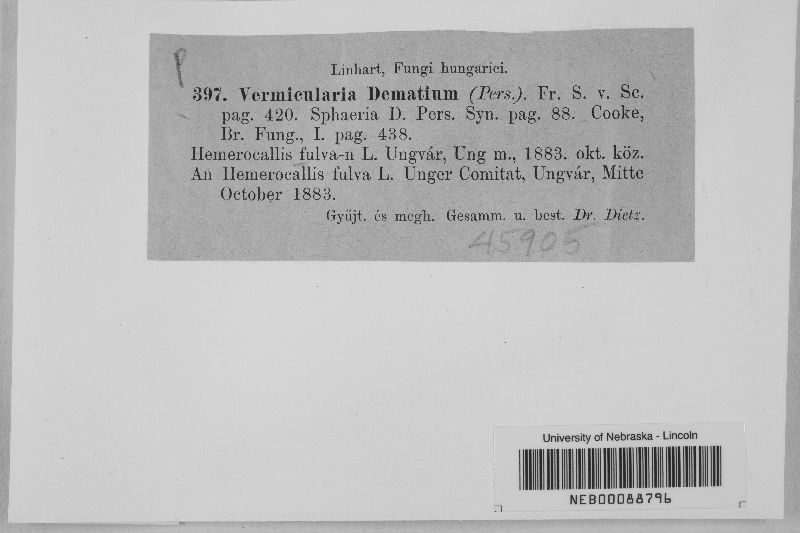 P
Linhart, Fungi hungarici.
397. Vermicularia Dematium (Pers.). Fr. S. v. Sc.
pag. 420. Sphaeria D. Pers. Syn. pag. 88. Cooke,
Br. Fung., I. pag. 438.
Hemerocallis fulva-n L. Ungvár, Ung m., 1883. okt. köz.
An Hemerocallis fulva L. Unger Comitat, Ungvár, Mitte
October 1883.
Gyűjt. és megh. Gesamm. u. best. Dr. Dietz.
45905
University of Nebraska - Lincoln
NEB00088796